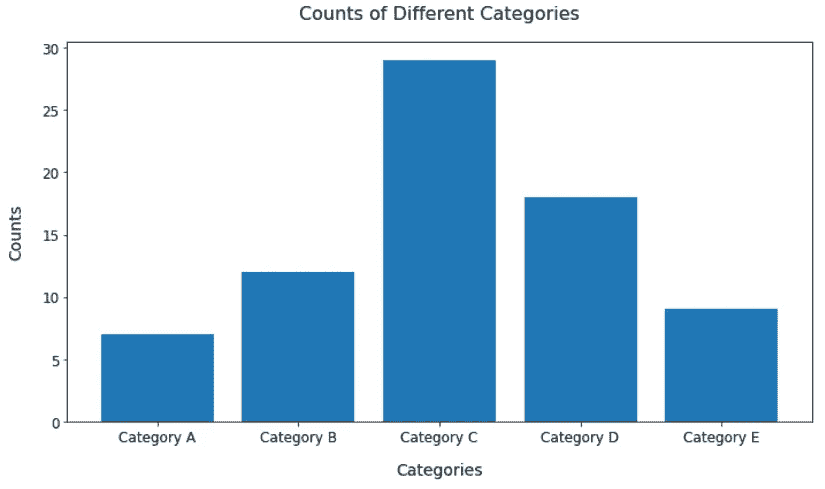 Counts of Different Categories
30
25
20
15
10
5
0
Counts
Category A
Category B
Category C
Category D
Category E
Categories